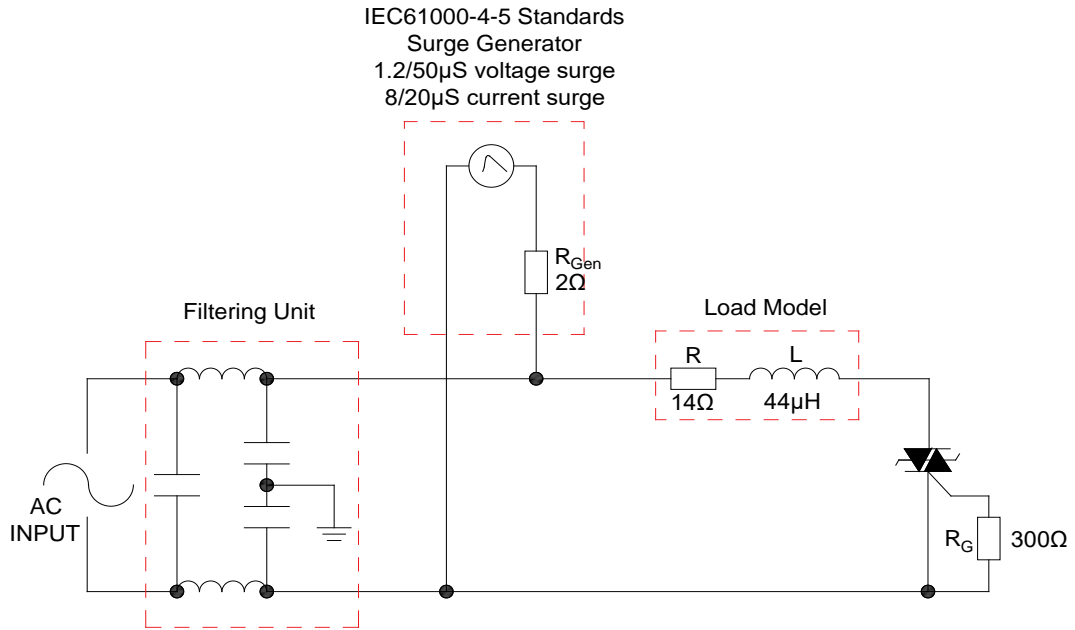 IEC61000-4-5 Standards
Surge Generator
1.2/50µS voltage surge
8/20µS current surge
RGen
2Ω
Filtering Unit
Load Model
R
L
14Ω
44µH
AC
INPUT
RG
300Ω